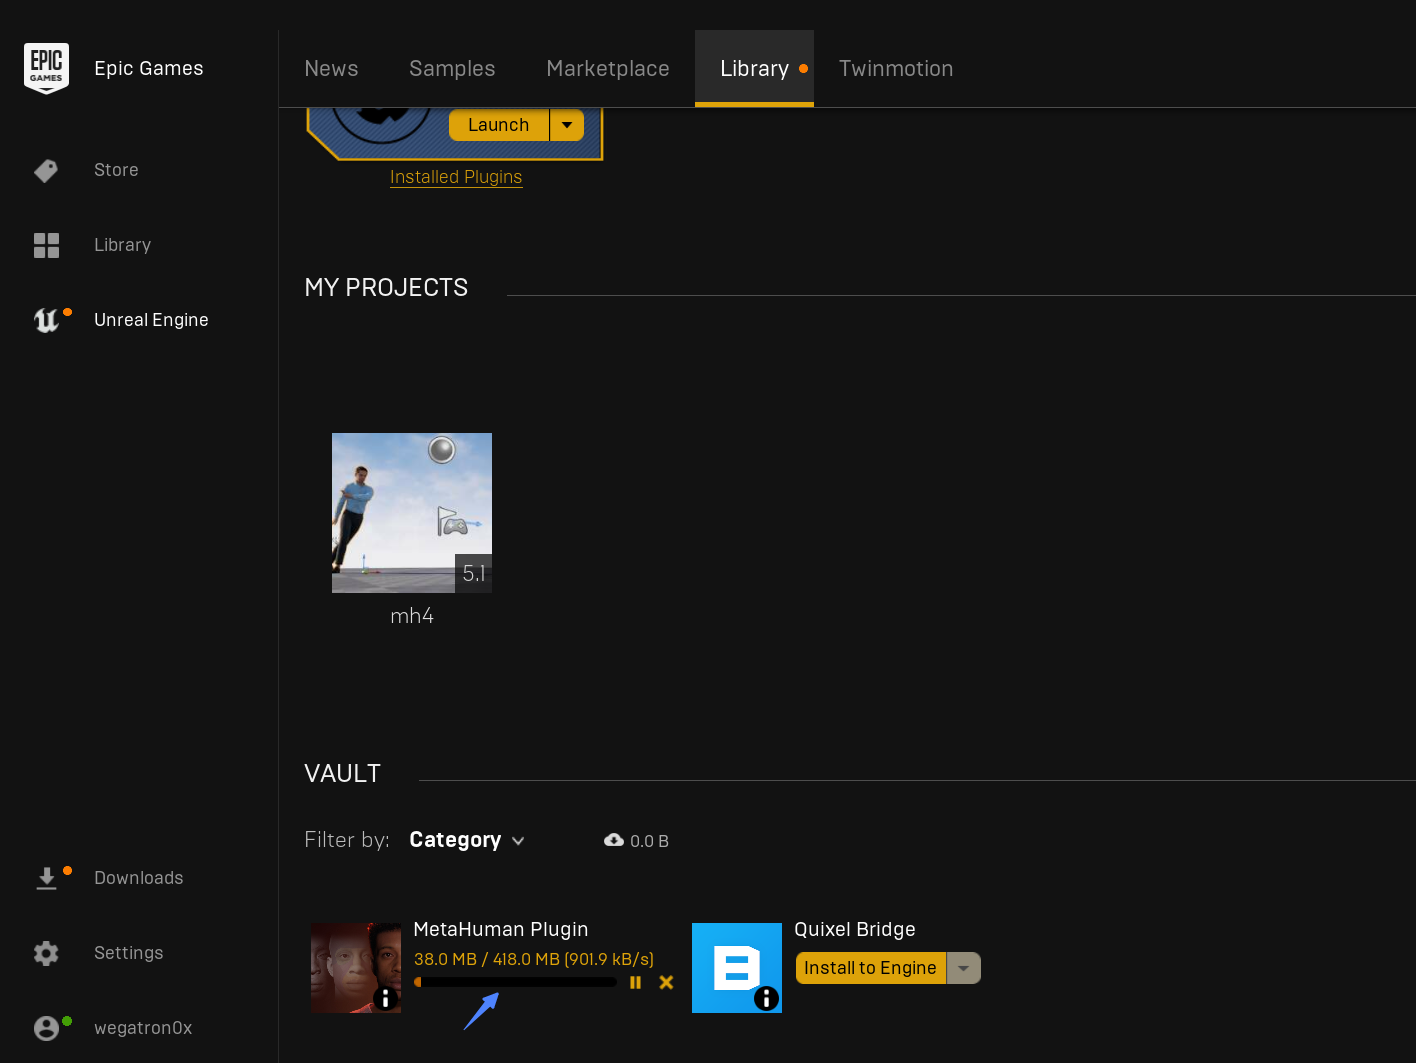 EPIC
GAMES
Epic Games
News
Samples
Marketplace
Library
Twinmotion
Store
Library
Unreal Engine
Launch
Installed Plugins
MY PROJECTS
5.1
mh4
VAULT
Filter by:
Category
0.0 B
Downloads
Settings
wegatron0x
MetaHuman Plugin
38.0 MB / 418.0 MB (901.9 kB/s)
Quixel Bridge
Install to Engine